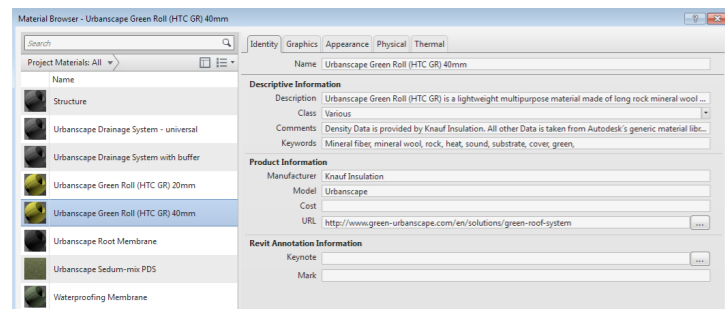 Material Browser - Urbanscape Green Roll (HTC GR) 40mm
Search
Project Materials: All
Name
Structure
Urbanscape Drainage System - universal
Urbanscape Drainage System with buffer
Urbanscape Green Roll (HTC GR) 20mm
Urbanscape Green Roll (HTC GR) 40mm
Urbanscape Root Membrane
Urbanscape Sedum-mix PDS
Waterproofing Membrane
Identity Graphics Appearance Physical Thermal
Name Urbanscape Green Roll (HTC GR) 40mm
Descriptive Information
Description Urbanscape Green Roll (HTC GR) is a lightweight multipurpose material made of long rock mineral wool ...
Class Various
Comments Density Data is provided by Knauf Insulation. All other Data is taken from Autodesk's generic material libr...
Keywords Mineral fiber, mineral wool, rock, heat, sound, substrate, cover, green,
Product Information
Manufacturer Knauf Insulation
Model Urbanscape
Cost
URL http://www.green-urbanscape.com/en/solutions/green-roof-system ...
Revit Annotation Information
Keynote ...
Mark